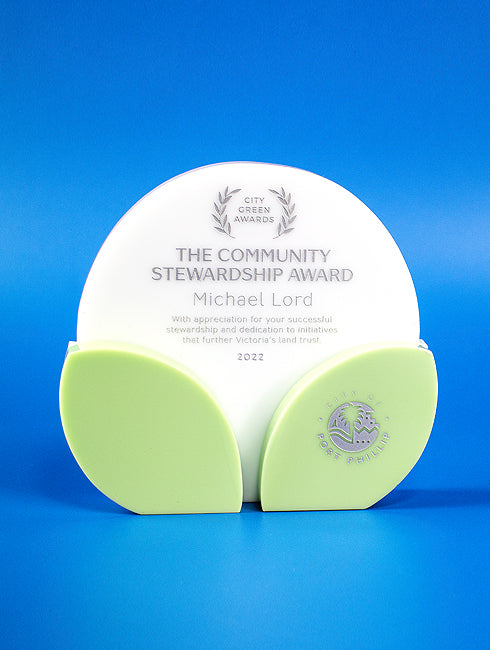 CITY
GREEN
AWARDS
THE COMMUNITY
STEWARDSHIP AWARD
Michael Lord
With appreciation for your successful
stewardship and dedication to initiatives
that further Victoria's land trust.
2022
CITY OF
PORT PHILLIP